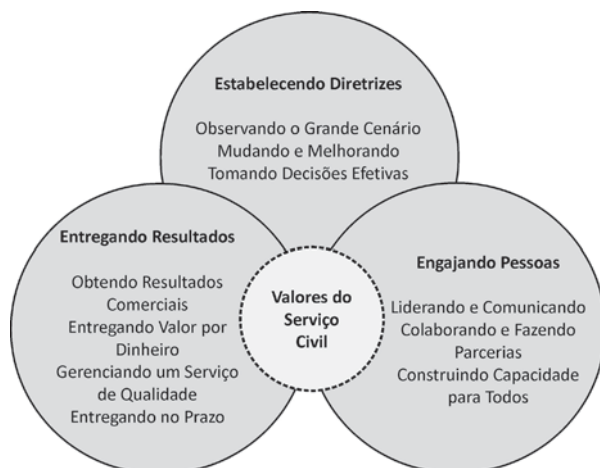 Estabelecendo Diretrizes
Observando o Grande Cenário
Mudando e Melhorando
Tomando Decisões Efetivas
Entregando Resultados
Obtendo Resultados
Comerciais
Entregando Valor por
Dinheiro
Gerenciando um Serviço
de Qualidade
Entregando no Prazo
Valores do
Serviço
Civil
Engajando Pessoas
Liderando e Comunicando
Colaborando e Fazendo
Parcerias
Construindo Capacidade
para Todos